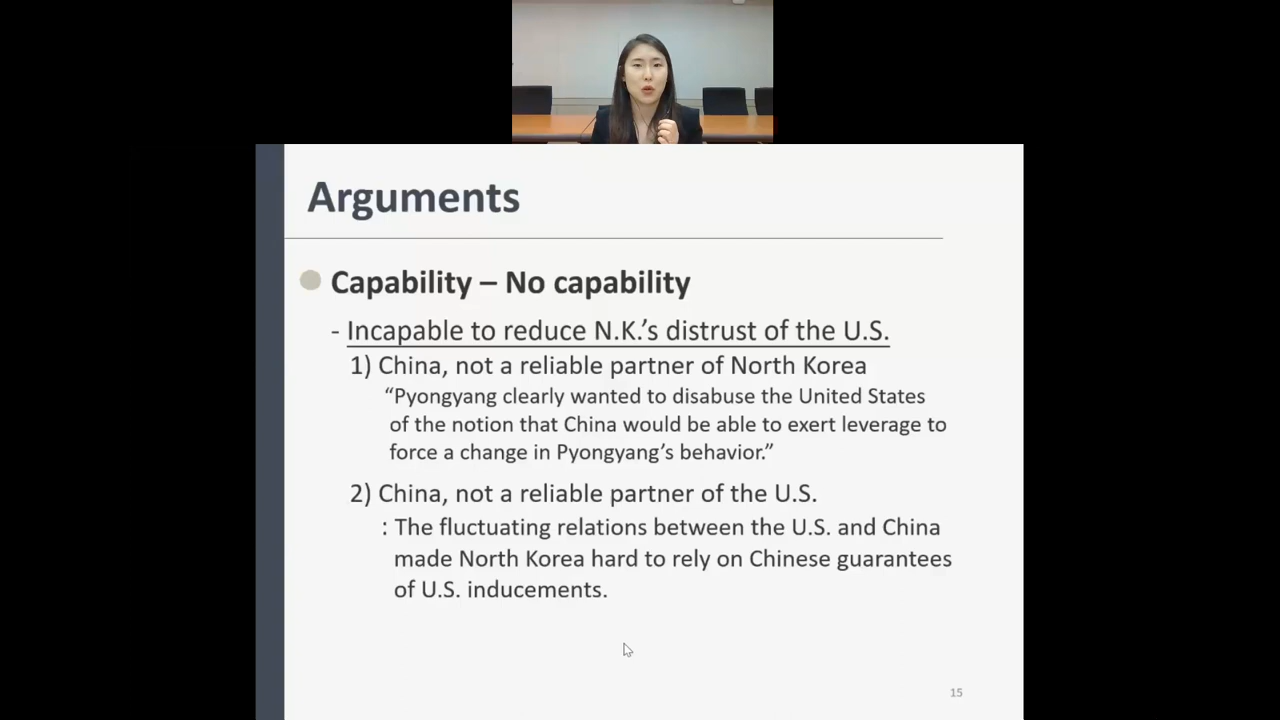 Arguments
Capability – No capability
- Incapable to reduce N.K.'s distrust of the U.S.
1) China, not a reliable partner of North Korea
“Pyongyang clearly wanted to disabuse the United States
of the notion that China would be able to exert leverage to
force a change in Pyongyang’s behavior.”
2) China, not a reliable partner of the U.S.
: The fluctuating relations between the U.S. and China
made North Korea hard to rely on Chinese guarantees
of U.S. inducements.
15